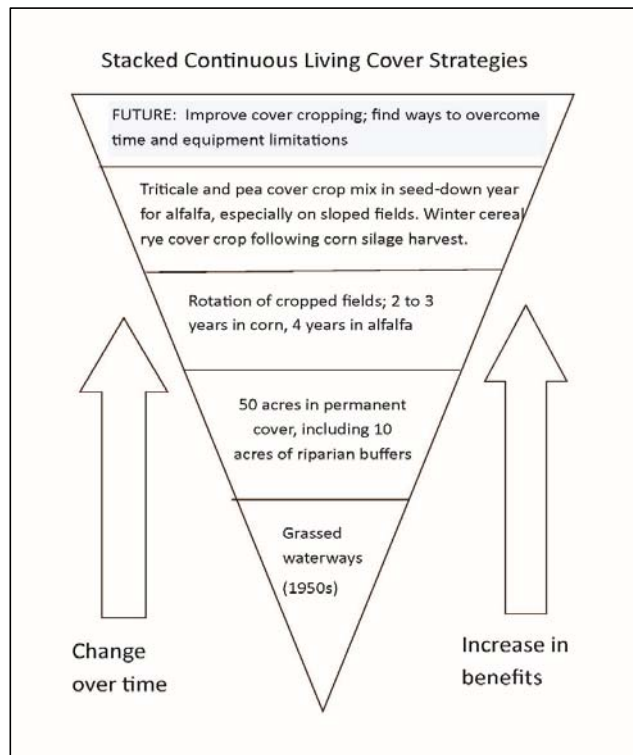 Stacked Continuous Living Cover Strategies
FUTURE:  Improve cover cropping; find ways to overcome
time and equipment limitations
Triticale and pea cover crop mix in seed-down year
for alfalfa, especially on sloped fields. Winter cereal
rye cover crop following corn silage harvest.
Rotation of cropped fields; 2 to 3
years in corn, 4 years in alfalfa
50 acres in permanent
cover, including 10
acres of riparian buffers
Grassed
waterways
(1950s)
Change
over time
Increase in
benefits